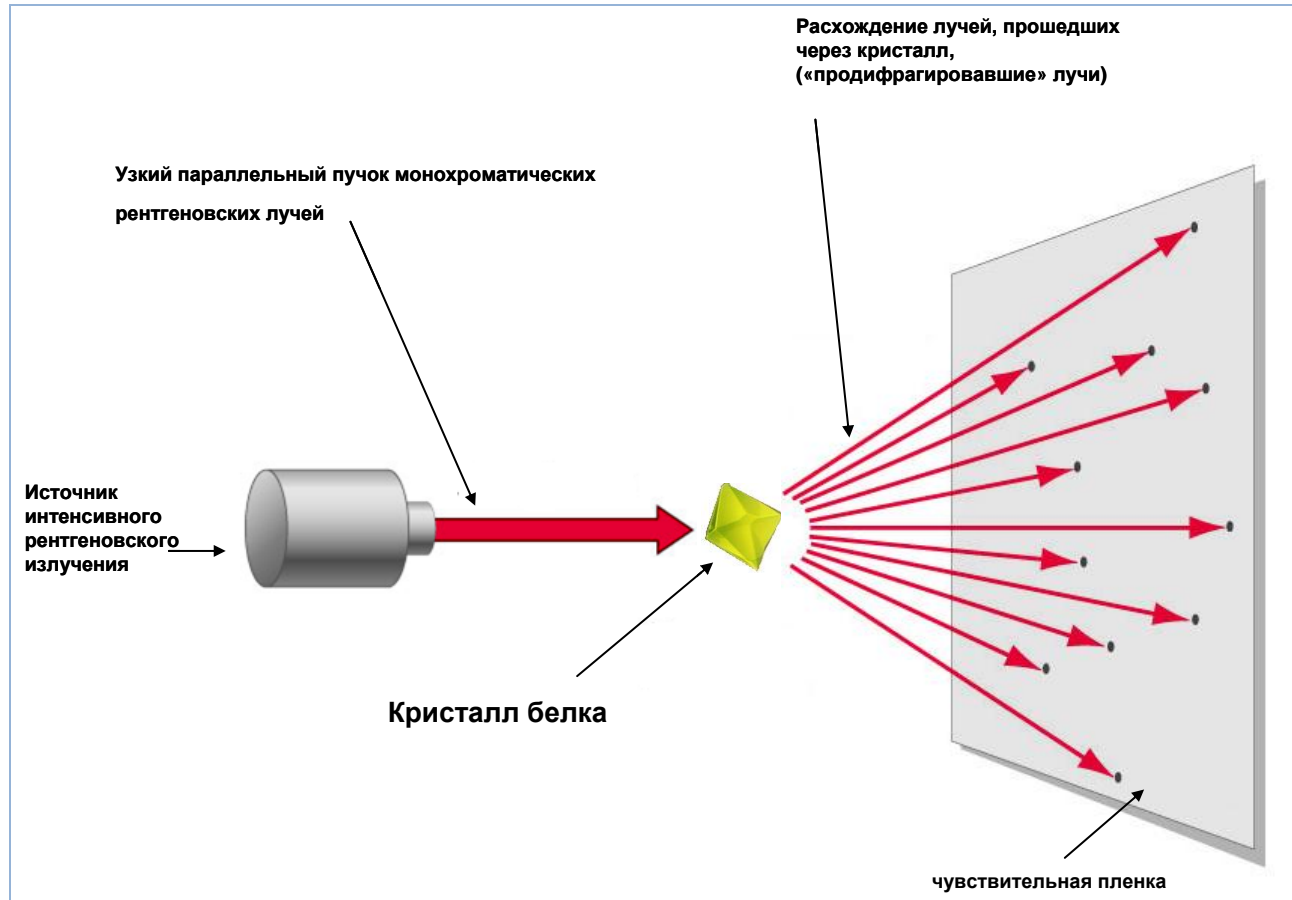 Расхождение лучей, прошедших
через кристалл,
(«продифрагировавшие» лучи)
Узкий параллельный пучок монохроматических
рентгеновских лучей
Источник
интенсивного
рентгеновского
излучения
Кристалл белка
чувствительная пленка